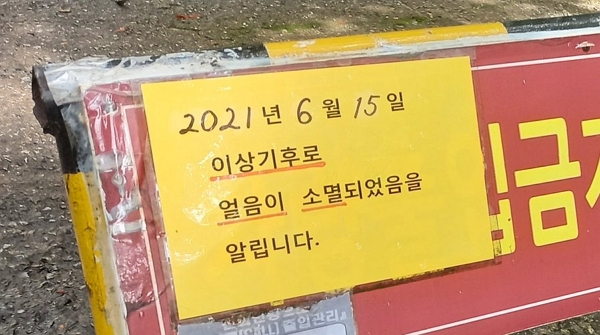 2021년 6월 15일
이상기후로
얼음이 소멸되었음을
알립니다.
금